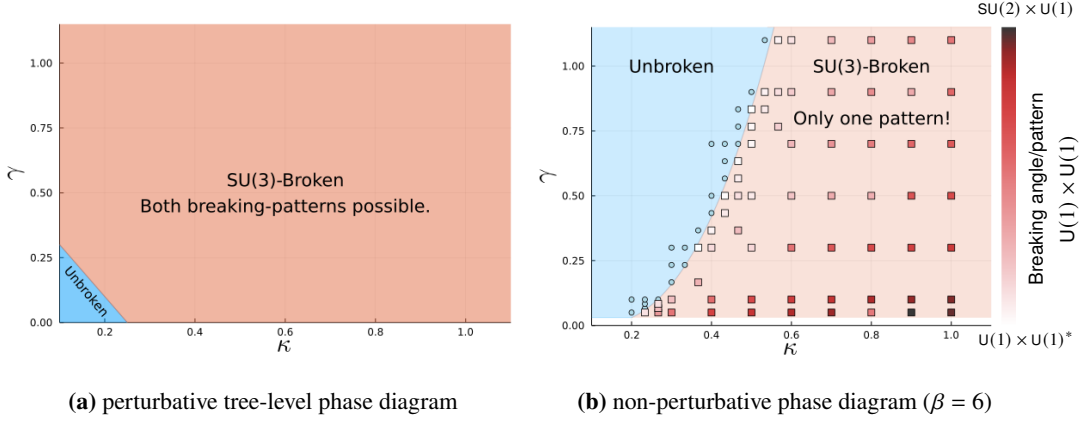 SU(3)-Broken
Both breaking-patterns possible.
Unbroken
γ
1.00
0.75
0.50
0.25
0.00
0.2
0.4
0.6
0.8
1.0
κ
(a) perturbative tree-level phase diagram
Unbroken
SU(3)-Broken
Only one pattern!
γ
1.00
0.75
0.50
0.25
0.00
0.2
0.4
0.6
0.8
1.0
κ
SU(2) × U(1)
Breaking angle/pattern
U(1) × U(1)
U(1) × U(1)*
(b) non-perturbative phase diagram (β = 6)